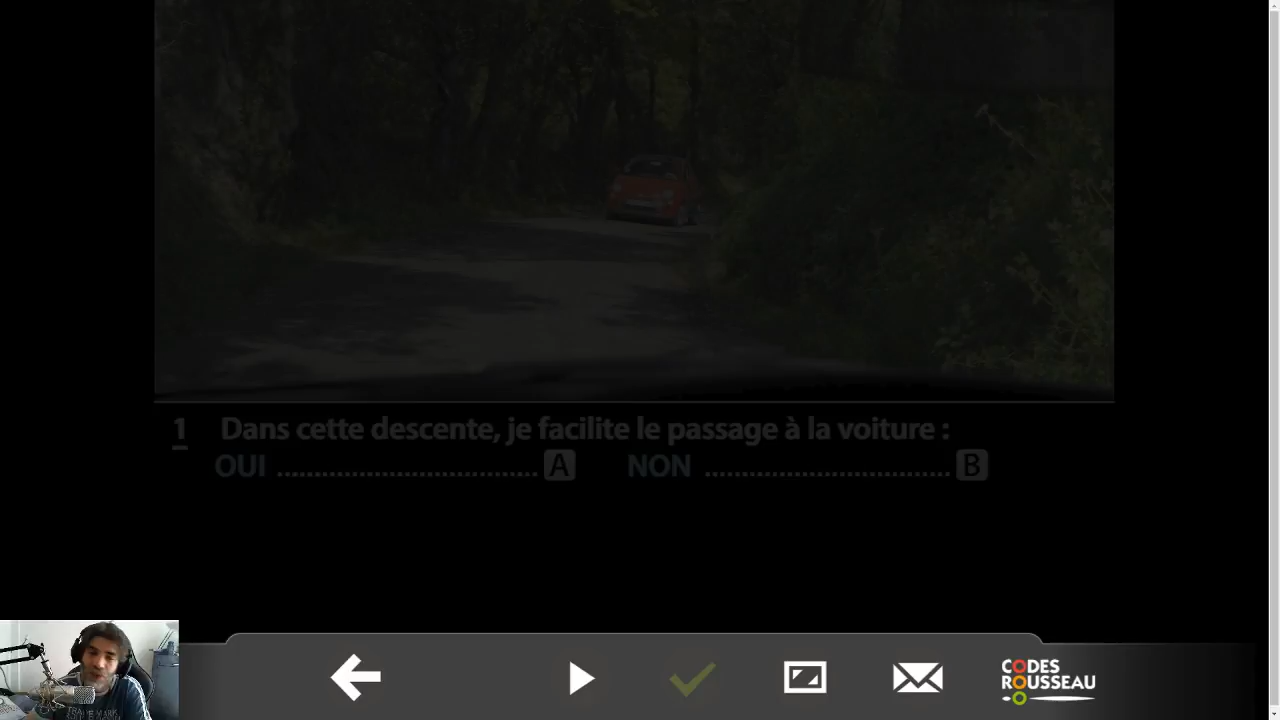 1 Dans cette descente, je facilite le passage à la voiture :
OUI ................................... A NON ................................. B
CODES
ROUSSEAU